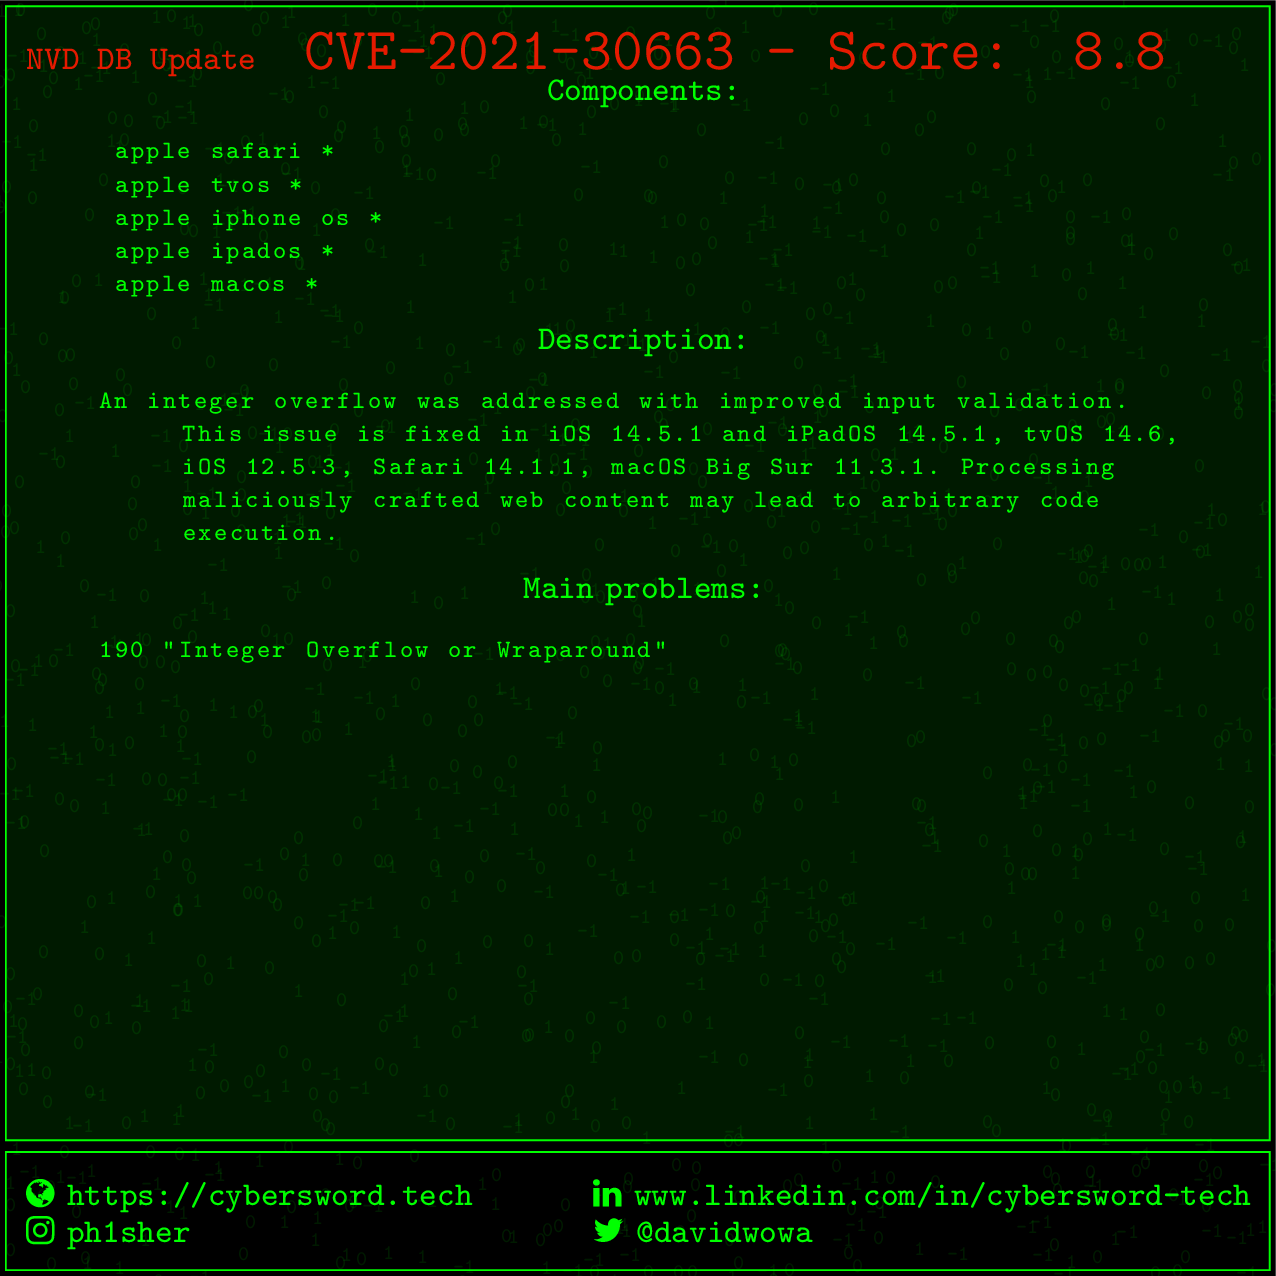 NVD DB Update CVE-2021-30663 - Score: 8.8
Components:
apple safari *
apple tvos *
apple iphone os *
apple ipados *
apple macos *
Description:
An integer overflow was addressed with improved input validation.
This issue is fixed in iOS 14.5.1 and iPadOS 14.5.1, tvOS 14.6,
iOS 12.5.3, Safari 14.1.1, macOS Big Sur 11.3.1. Processing
maliciously crafted web content may lead to arbitrary code
execution.
Main problems:
190 "Integer Overflow or Wraparound"
https://cybersword.tech www.linkedin.com/in/cybersword-tech
ph1sher @davidwowa